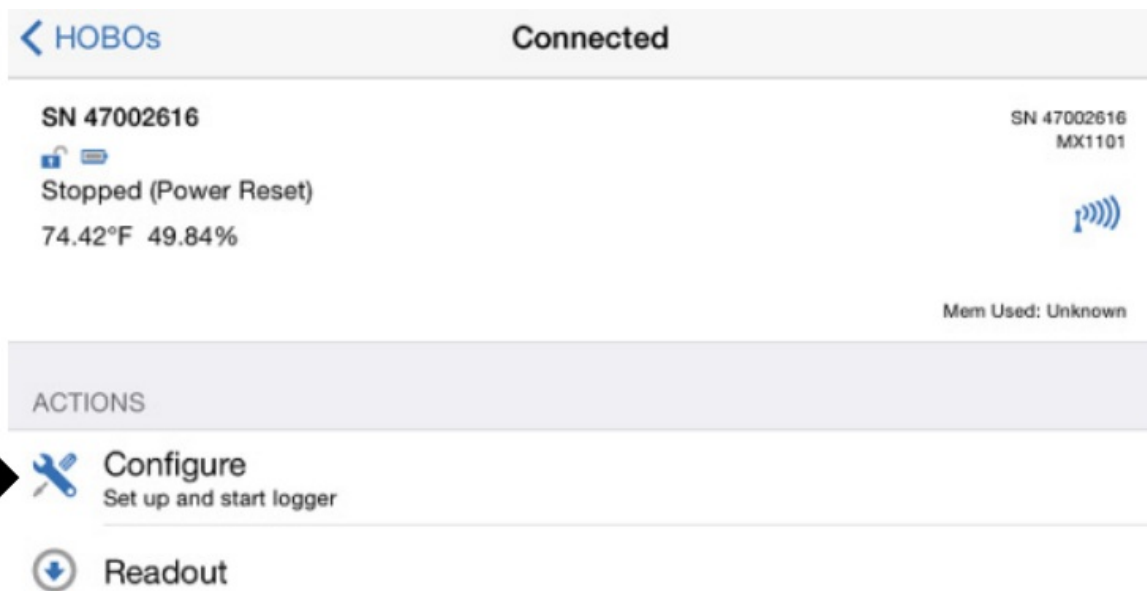 HOBOs
Connected
SN 47002616
SN 47002616
MX1101
Stopped (Power Reset)
74.42°F 49.84%
Mem Used: Unknown
ACTIONS
Configure
Set up and start logger
Readout